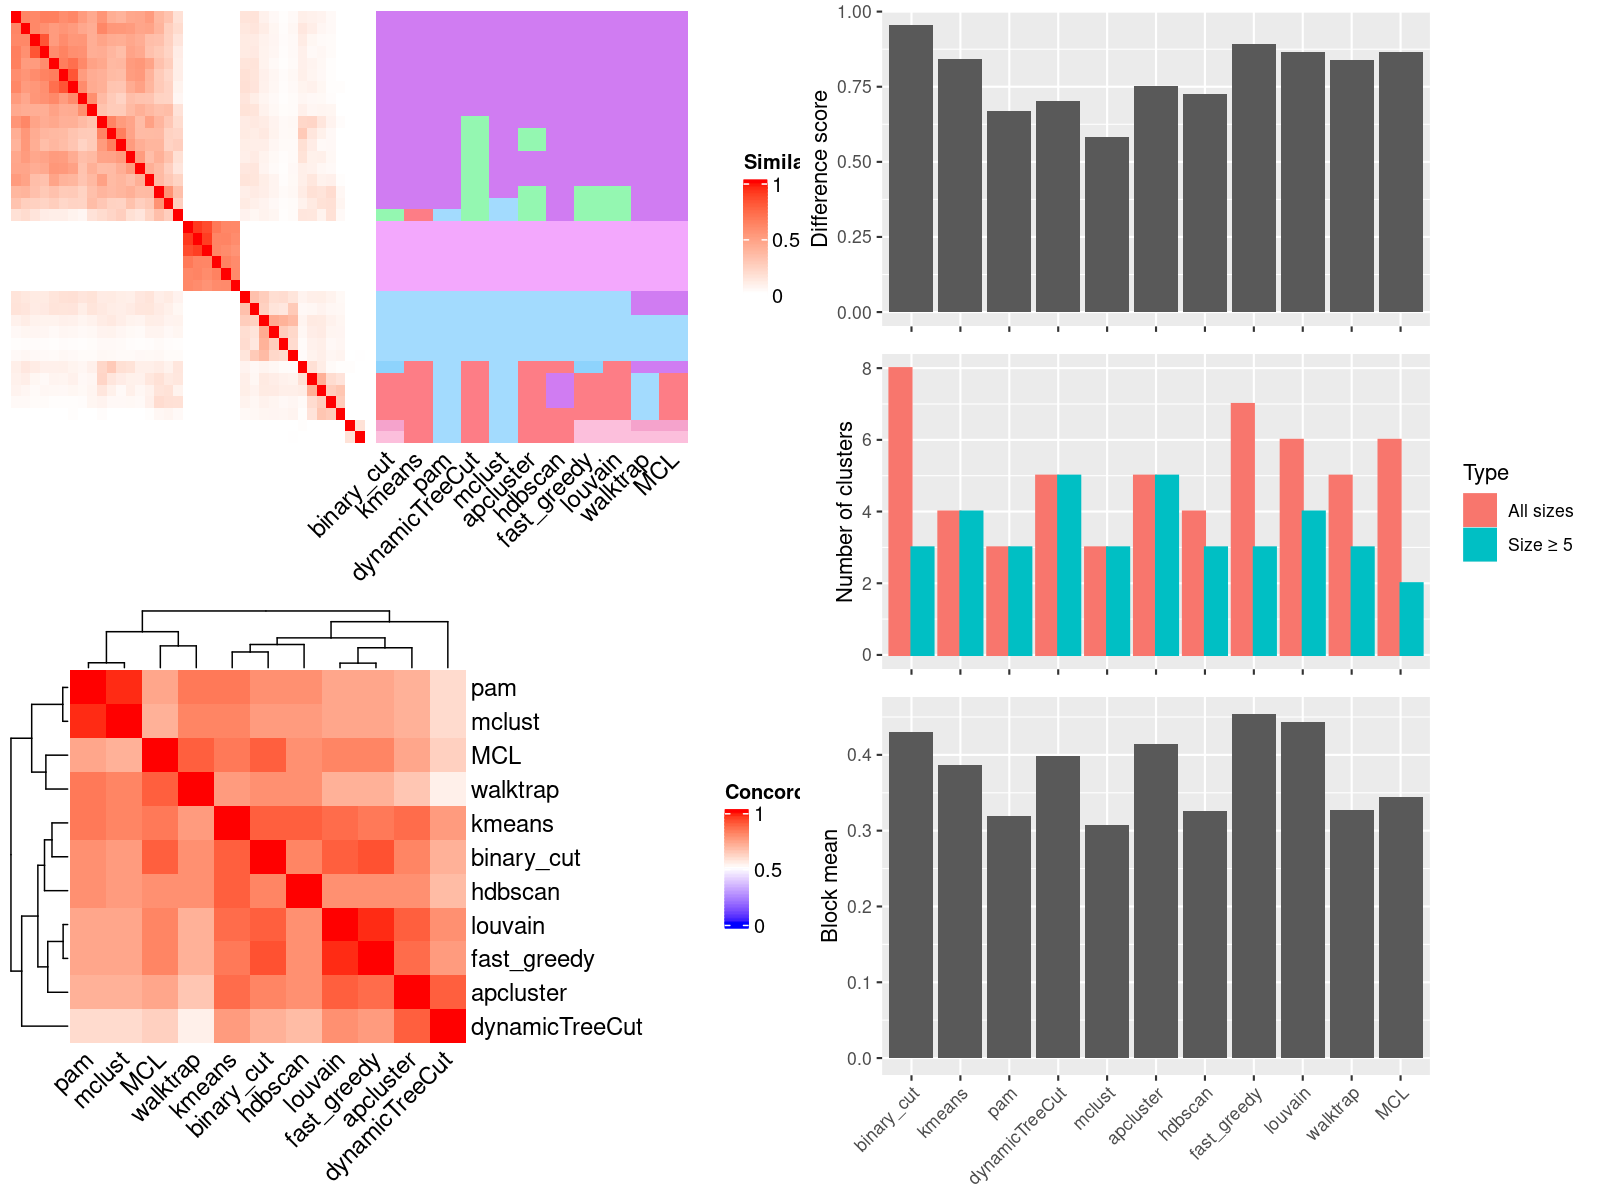 Simila
1
0.5
0
binary_cut
kmeans
pam
dynamicTreeCut
mclust
apcluster
hdbscan
fast_greedy
louvain
walktrap
MCL
Difference score
1.00
0.75
0.50
0.25
0.00
Number of clusters
8
6
4
2
0
Type
All sizes
Size ≥ 5
pam
mclust
MCL
walktrap
kmeans
binary_cut
hdbscan
louvain
fast_greedy
apcluster
dynamicTreeCut
pam
mclust
MCL
walktrap
kmeans
binary_cut
hdbscan
louvain
fast_greedy
apcluster
dynamicTreeCut
Concord
1
0.5
0
Block mean
0.4
0.3
0.2
0.1
0.0
binary_cut
kmeans
pam
dynamicTreeCut
mclust
apcluster
hdbscan
fast_greedy
louvain
walktrap
MCL